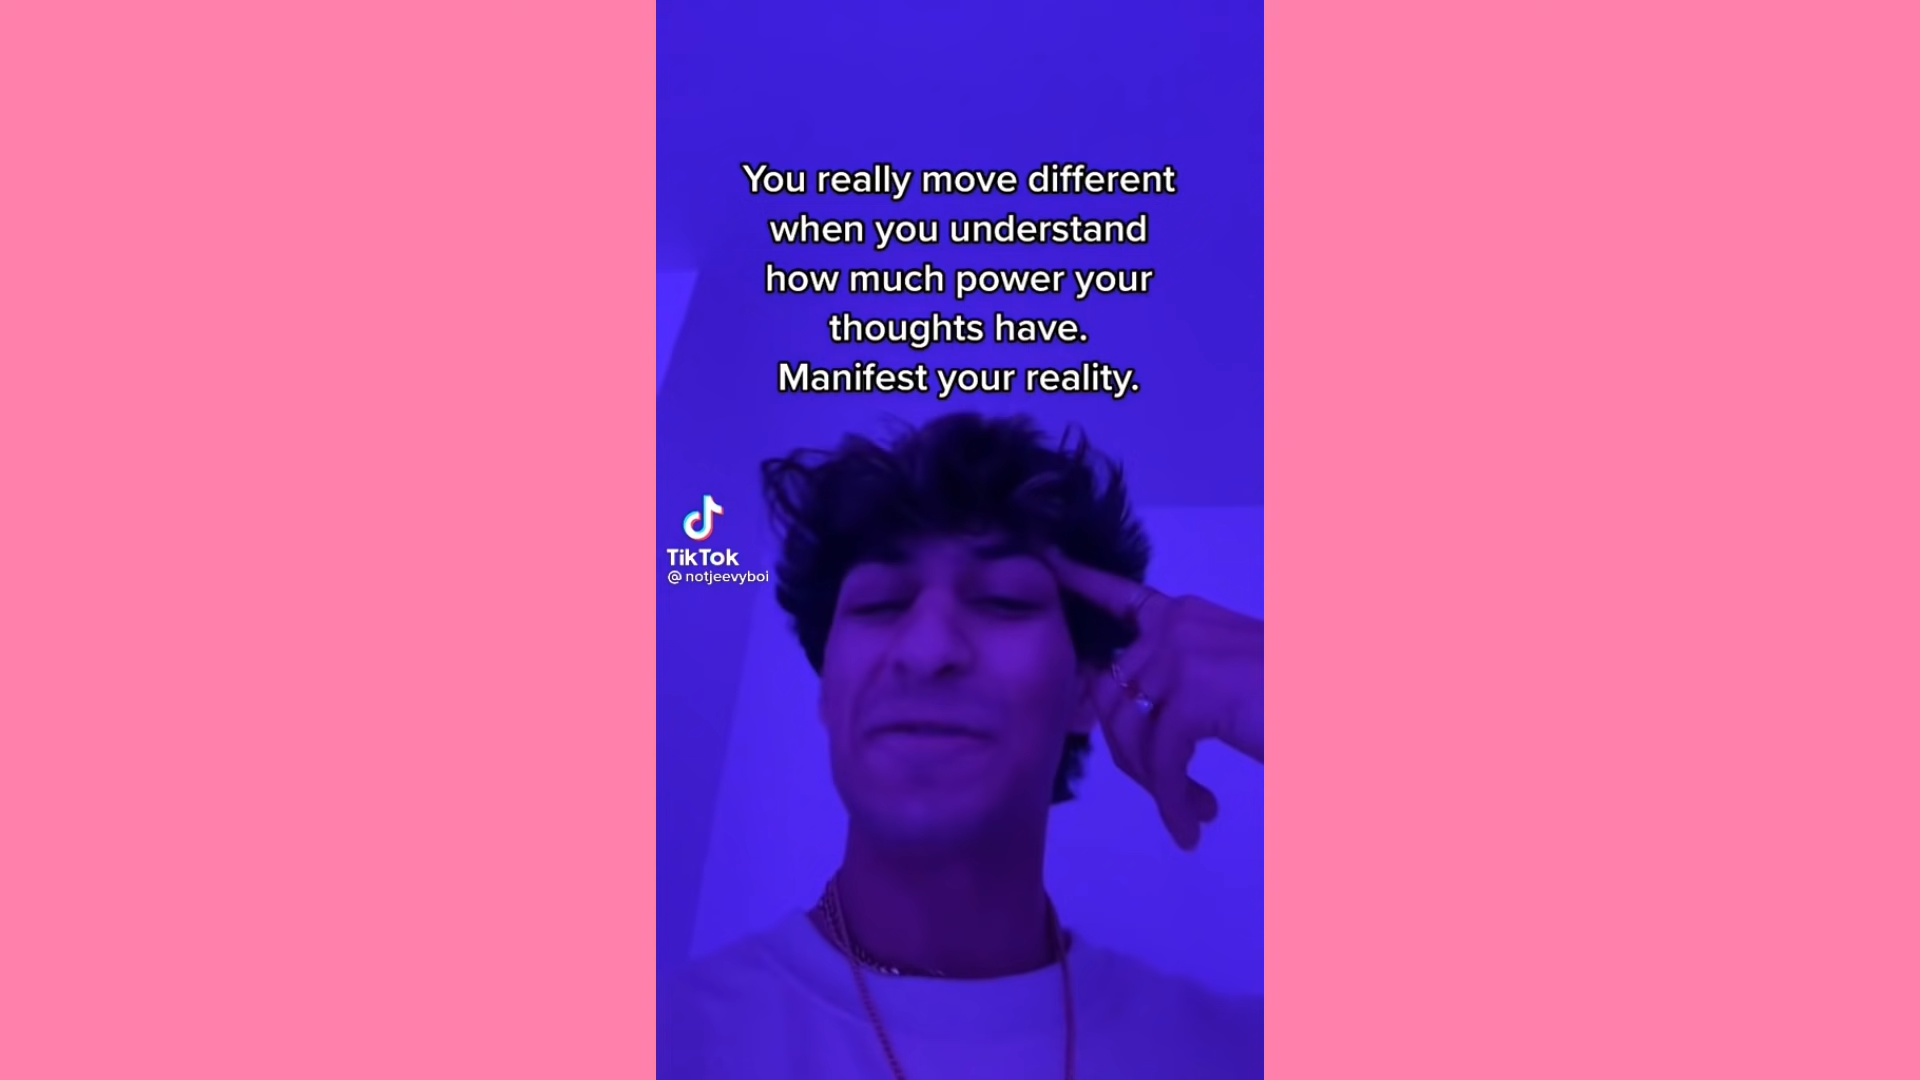 You really move different
when you understand
how much power your
thoughts have.
Manifest your reality.
TikTok
@notjeevyboi